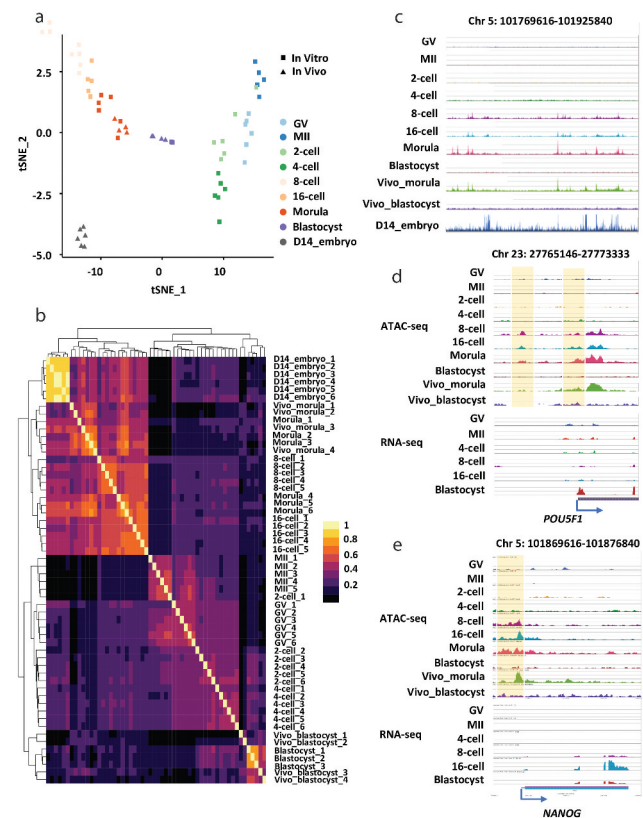 a
5.0
2.5
0.0
-2.5
-5.0
tSNE_2
-10
0
10
tSNE_1
In Vitro
In Vivo
GV
MII
2-cell
4-cell
8-cell
16-cell
Morula
Blastocyst
D14_embryo
b
D14_embryo_1
D14_embryo_2
D14_embryo_3
D14_embryo_4
D14_embryo_5
D14_embryo_6
Vivo_morula_1
Vivo_morula_2
Morula_1
Vivo_morula_3
Morula_2
Morula_3
Vivo_morula_4
8-cell_1
8-cell_2
8-cell_3
8-cell_4
8-cell_5
Morula_4
Morula_5
Morula_6
16-cell_1
16-cell_2
16-cell_3
16-cell_4
16-cell_5
MII_1
MII_2
MII_3
MII_4
MII_5
2-cell_1
GV_1
GV_2
GV_3
GV_4
GV_5
GV_6
2-cell_2
2-cell_3
2-cell_4
2-cell_5
2-cell_6
4-cell_1
4-cell_2
4-cell_3
4-cell_4
4-cell_5
4-cell_6
Vivo_blastocyst_1
Vivo_blastocyst_2
Blastocyst_1
Blastocyst_2
Blastocyst_3
Vivo_blastocyst_3
Vivo_blastocyst_4
1
0.8
0.6
0.4
0.2
c
Chr 5: 101769616-101925840
GV
MII
2-cell
4-cell
8-cell
16-cell
Morula
Blastocyst
Vivo_morula
Vivo_blastocyst
D14_embryo
d
Chr 23: 27765146-27773333
ATAC-seq
GV
MII
2-cell
4-cell
8-cell
16-cell
Morula
Blastocyst
Vivo_morula
Vivo_blastocyst
RNA-seq
GV
MII
4-cell
8-cell
16-cell
Blastocyst
POU5F1
e
Chr 5: 101869616-101876840
ATAC-seq
GV
MII
2-cell
4-cell
8-cell
16-cell
Morula
Blastocyst
Vivo_morula
Vivo_blastocyst
RNA-seq
GV
MII
4-cell
8-cell
16-cell
Blastocyst
NANOG